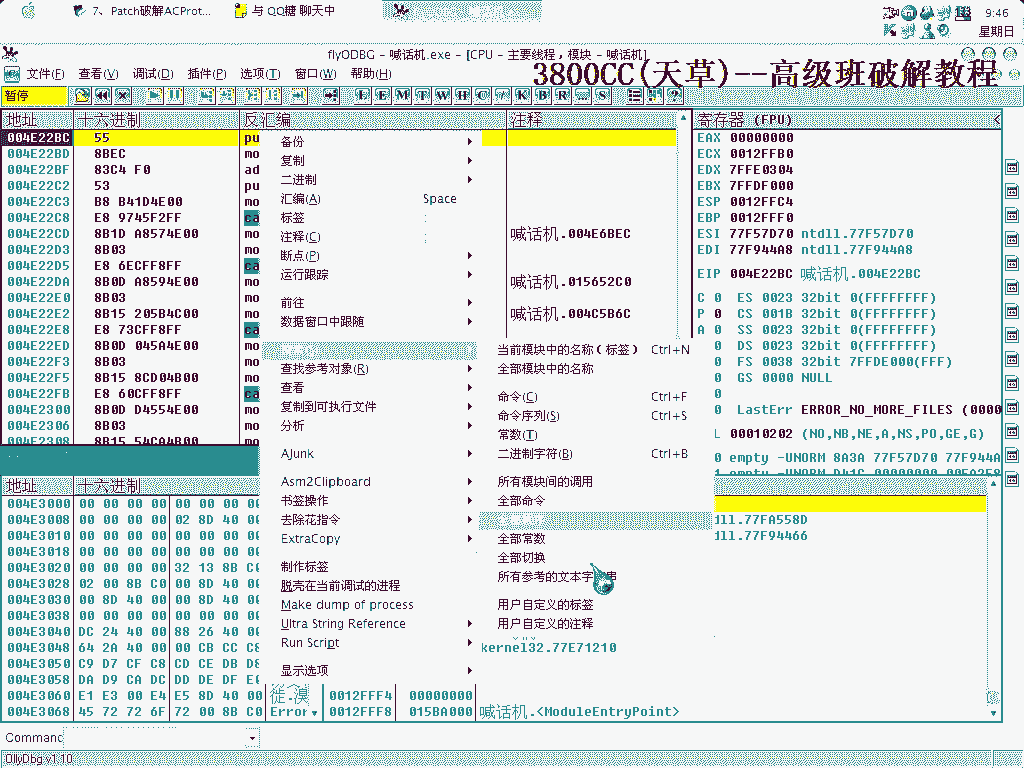 7、Patch破解ACProt...
与 QQ糖 聊天中
9:46
星期日
flyODBG - 喊话机.exe - [CPU - 主要线程, 模块 - 喊话机]
文件(F) 查看(V) 调试(D) 插件(P) 选项(T) 窗口(W) 帮助(H)
3800CC(天草)--高级班破解教程
暂停
L E M T W H C / K B R ... S
地址 十六进制 反汇编 注释
004E22BC 55 pu
004E22BD 8BEC mo
004E22BF 83C4 F0 ad
004E22C2 53 pu
004E22C3 B8 B41D4E00 mo
004E22C8 E8 9745F2FF ca
004E22CD 8B1D A8574E00 mo 喊话机.004E6BEC
004E22D3 8B03 mo
004E22D5 E8 6ECFF8FF ca
004E22DA 8B0D A8594E00 mo 喊话机.015652C0
004E22E0 8B03 mo
004E22E2 8B15 205B4C00 mo 喊话机.004C5B6C
004E22E8 E8 73CFF8FF ca
004E22ED 8B0D 045A4E00 mo
004E22F3 8B03 mo
004E22F5 8B15 8CD04B00 mo
004E22FB E8 60CFF8FF ca
004E2300 8B0D D4554E00 mo
004E2306 8B03 mo
004E2308 8B15 54CA4B00 mo
备份
复制
二进制
汇编(A) Space
标签 :
注释(C) ;
断点(P)
运行跟踪
前往
数据窗口中跟随
查找参考对象(R)
查看
复制到可执行文件
分析
AJunk
Asm2Clipboard
书签操作
去除花指令
ExtraCopy
制作标签
脱壳在当前调试的进程
Make dump of process
Ultra String Reference
Run Script
显示选项
当前模块中的名称(标签) Ctrl+N
全部模块中的名称
命令(C) Ctrl+F
命令序列(S) Ctrl+S
常数(T)
二进制字符(B) Ctrl+B
所有模块间的调用
全部命令
全部常数
全部切换
所有参考的文本字 串
用户自定义的标签
用户自定义的注释
寄存器 (FPU)
EAX 00000000
ECX 0012FFB0
EDX 7FFE0304
EBX 7FFDF000
ESP 0012FFC4
EBP 0012FFF0
ESI 77F57D70 ntdll.77F57D70
EDI 77F944A8 ntdll.77F944A8
EIP 004E22BC 喊话机.004E22BC
C 0 ES 0023 32bit 0(FFFFFFFF)
P 0 CS 001B 32bit 0(FFFFFFFF)
A 0 SS 0023 32bit 0(FFFFFFFF)
0 DS 0023 32bit 0(FFFFFFFF)
0 FS 0038 32bit 7FFDE000(FFF)
0 GS 0000 NULL
0
0 LastErr ERROR_NO_MORE_FILES (0000
L 00010202 (NO,NB,NE,A,NS,PO,GE,G)
0 empty -UNORM 8A3A 77F57D70 77F944A
地址 十六进制
004E3000 00 00 00 00 00 00 00 00
004E3008 00 00 00 00 02 8D 40 00
004E3010 00 00 00 00 00 00 00 00
004E3018 00 00 00 00 00 00 00 00
004E3020 00 00 00 00 32 13 8B C0
004E3028 02 00 8B C0 00 8D 40 00
004E3030 00 8D 40 00 00 8D 40 00
004E3038 00 00 00 00 00 00 00 00
004E3040 DC 24 40 00 88 26 40 00
004E3048 64 2A 40 00 00 CB CC C8
004E3050 C9 D7 CF C8 CD CE DB D8
004E3058 DA D9 CA DC DD DE DF E0
004E3060 E1 E3 00 E4 E5 8D 40 00
004E3068 45 72 72 6F 72 00 8B C0 Error
dll.77FA558D
dll.77F94466
kernel32.77E71210
0012FFF4 00000000
0012FFF8 015BA000 喊话机.<ModuleEntryPoint>
Command
OllyDbg v1.10